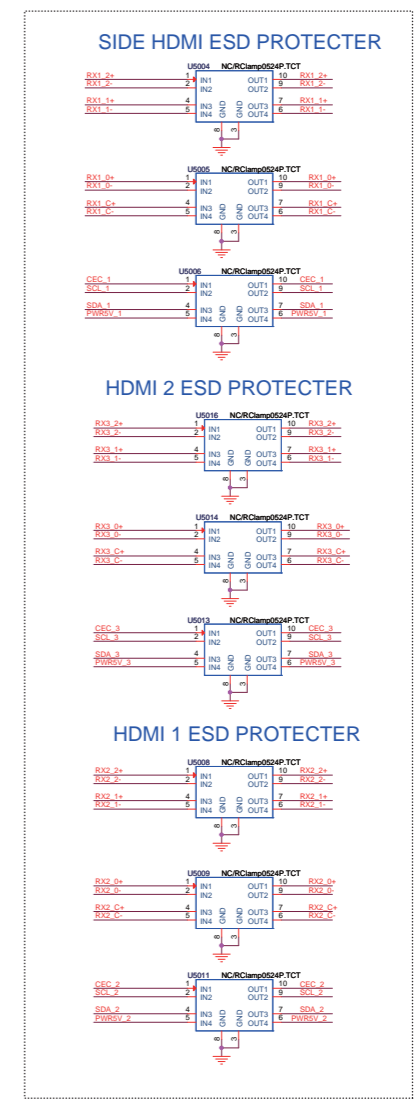 SIDE HDMI ESD PROTECTER
U5004 NC/RClamp0524P.TCT
RX1_2+ 1 IN1 OUT1 10 RX1_2+
RX1_2- 2 IN2 OUT2 9 RX1_2-
RX1_1+ 4 IN3 GND GND OUT3 7 RX1_1+
RX1_1- 5 IN4 OUT4 6 RX1_1-
8 3
U5005 NC/RClamp0524P.TCT
RX1_0+ 1 IN1 OUT1 10 RX1_0+
RX1_0- 2 IN2 OUT2 9 RX1_0-
RX1_C+ 4 IN3 GND GND OUT3 7 RX1_C+
RX1_C- 5 IN4 OUT4 6 RX1_C-
8 3
U5006 NC/RClamp0524P.TCT
CEC_1 1 IN1 OUT1 10 CEC_1
SCL_1 2 IN2 OUT2 9 SCL_1
SDA_1 4 IN3 GND GND OUT3 7 SDA_1
PWR5V_1 5 IN4 OUT4 6 PWR5V_1
8 3
HDMI 2 ESD PROTECTER
U5016 NC/RClamp0524P.TCT
RX3_2+ 1 IN1 OUT1 10 RX3_2+
RX3_2- 2 IN2 OUT2 9 RX3_2-
RX3_1+ 4 IN3 GND GND OUT3 7 RX3_1+
RX3_1- 5 IN4 OUT4 6 RX3_1-
8 3
U5014 NC/RClamp0524P.TCT
RX3_0+ 1 IN1 OUT1 10 RX3_0+
RX3_0- 2 IN2 OUT2 9 RX3_0-
RX3_C+ 4 IN3 GND GND OUT3 7 RX3_C+
RX3_C- 5 IN4 OUT4 6 RX3_C-
8 3
U5013 NC/RClamp0524P.TCT
CEC_3 1 IN1 OUT1 10 CEC_3
SCL_3 2 IN2 OUT2 9 SCL_3
SDA_3 4 IN3 GND GND OUT3 7 SDA_3
PWR5V_3 5 IN4 OUT4 6 PWR5V_3
8 3
HDMI 1 ESD PROTECTER
U5008 NC/RClamp0524P.TCT
RX2_2+ 1 IN1 OUT1 10 RX2_2+
RX2_2- 2 IN2 OUT2 9 RX2_2-
RX2_1+ 4 IN3 GND GND OUT3 7 RX2_1+
RX2_1- 5 IN4 OUT4 6 RX2_1-
8 3
U5009 NC/RClamp0524P.TCT
RX2_0+ 1 IN1 OUT1 10 RX2_0+
RX2_0- 2 IN2 OUT2 9 RX2_0-
RX2_C+ 4 IN3 GND GND OUT3 7 RX2_C+
RX2_C- 5 IN4 OUT4 6 RX2_C-
8 3
U5011 NC/RClamp0524P.TCT
CEC_2 1 IN1 OUT1 10 CEC_2
SCL_2 2 IN2 OUT2 9 SCL_2
SDA_2 4 IN3 GND GND OUT3 7 SDA_2
PWR5V_2 5 IN4 OUT4 6 PWR5V_2
8 3